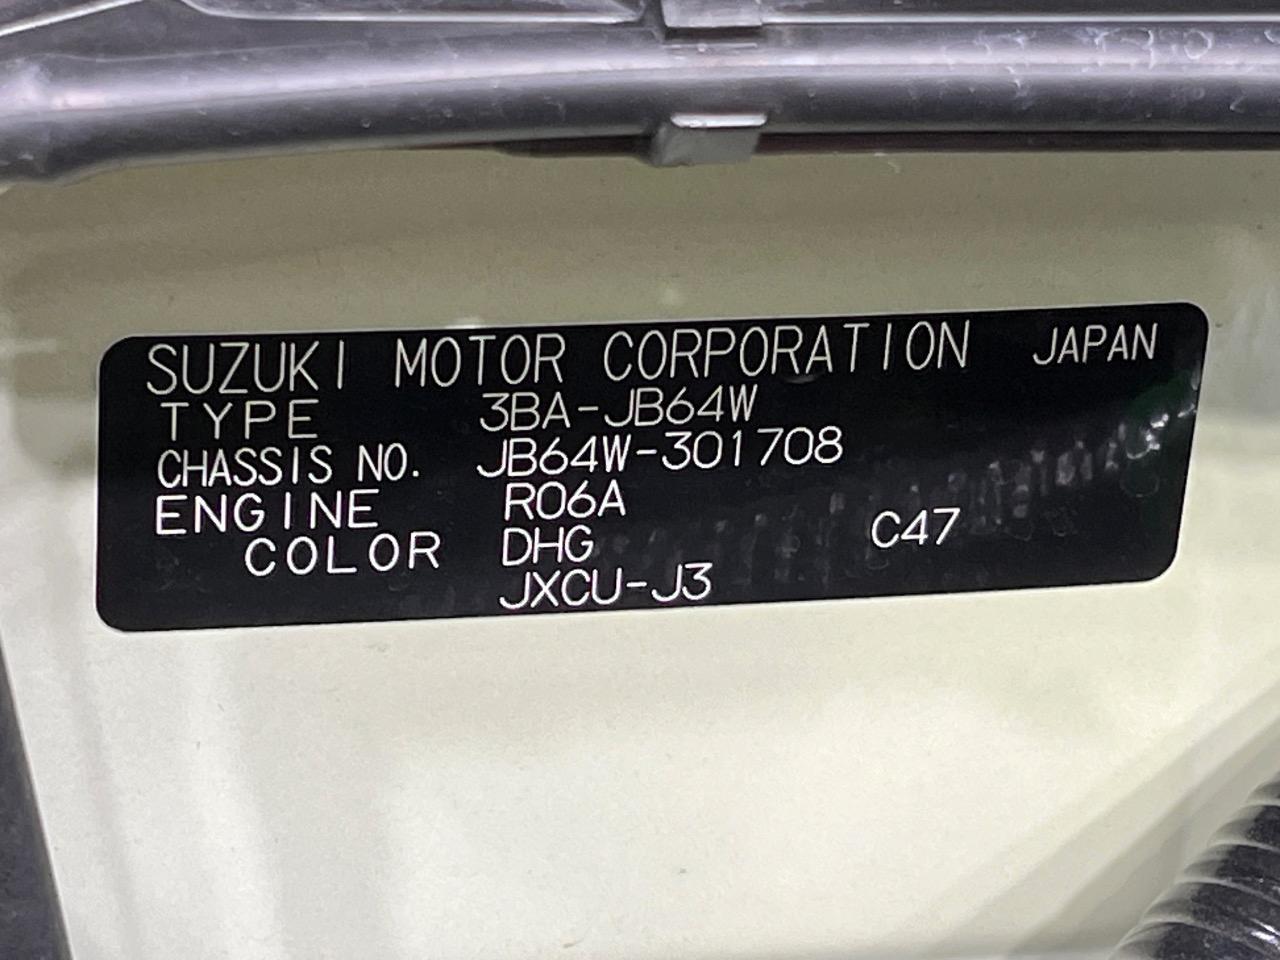 SUZUKI MOTOR CORPORATION JAPAN
TYPE 3BA-JB64W
CHASSIS NO. JB64W-301708
ENGINE R06A
COLOR DHG C47
JXCU-J3